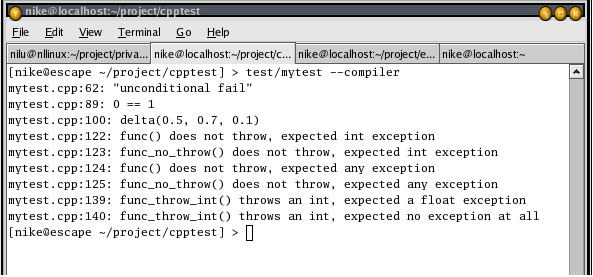 nike@localhost:~/project/cpptest
File Edit View Terminal Go Help
nilu@nllinux:~/project/priva... nike@localhost:~/project/c... nike@localhost:~/project/e... nike@localhost:~
[nike@escape ~/project/cpptest] > test/mytest --compiler
mytest.cpp:62: "unconditional fail"
mytest.cpp:89: 0 == 1
mytest.cpp:100: delta(0.5, 0.7, 0.1)
mytest.cpp:122: func() does not throw, expected int exception
mytest.cpp:123: func_no_throw() does not throw, expected int exception
mytest.cpp:124: func() does not throw, expected any exception
mytest.cpp:125: func_no_throw() does not throw, expected any exception
mytest.cpp:139: func_throw_int() throws an int, expected a float exception
mytest.cpp:140: func_throw_int() throws an int, expected no exception at all
[nike@escape ~/project/cpptest] >